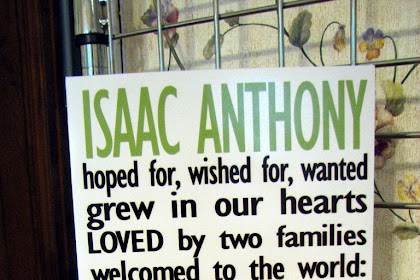 ISAAC ANTHONY
hoped for, wished for, wanted
grew in our hearts
LOVED by two families
welcomed to the world: